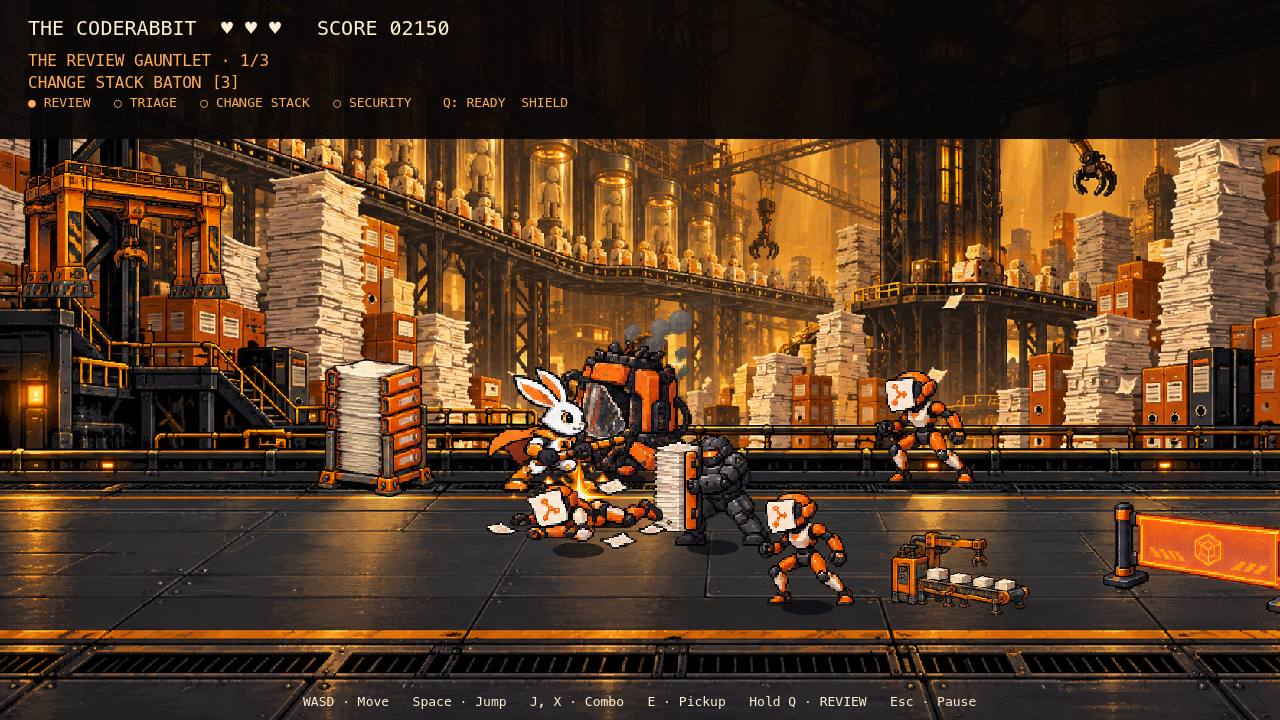 THE CODERABBIT ♥ ♥ ♥ SCORE 02150
THE REVIEW GAUNTLET · 1/3
CHANGE STACK BATON [3]
● REVIEW ○ TRIAGE ○ CHANGE STACK ○ SECURITY Q: READY SHIELD
WASD · Move Space · Jump J, X · Combo E · Pickup Hold Q · REVIEW Esc · Pause